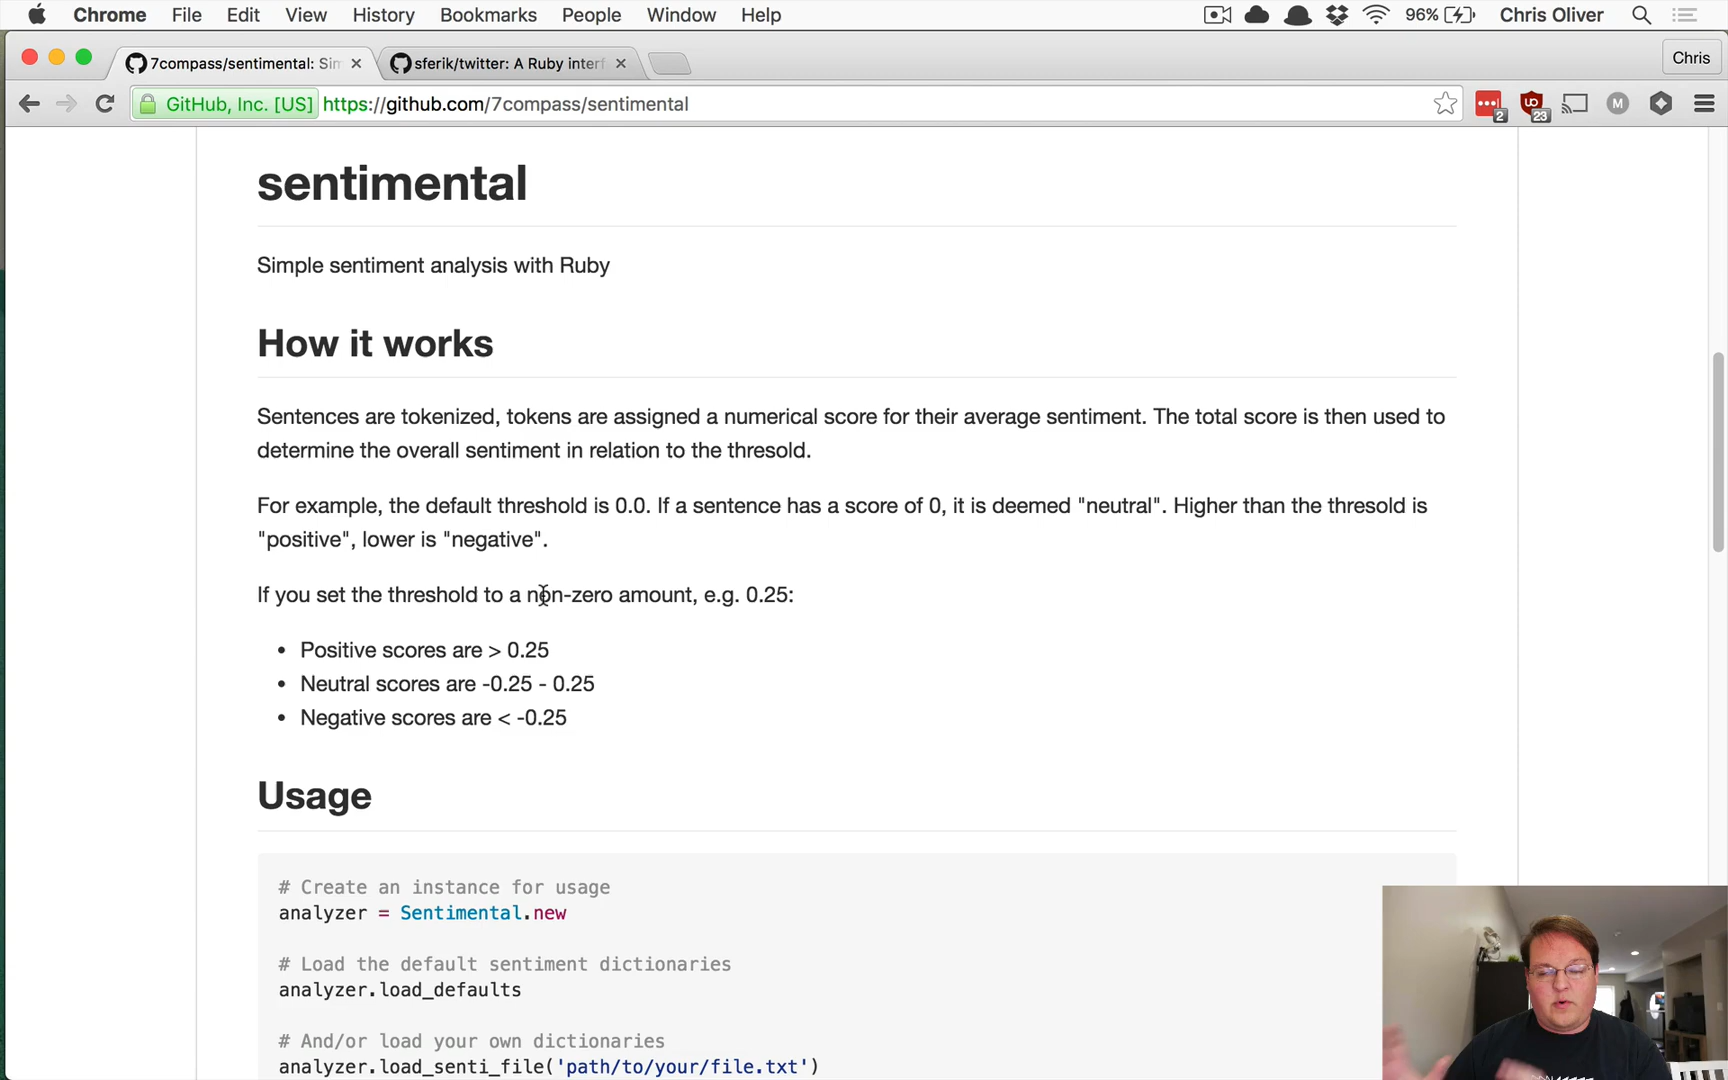 Chrome File Edit View History Bookmarks People Window Help 96% Chris Oliver
7compass/sentimental: Sim sferik/twitter: A Ruby interf Chris
GitHub, Inc. [US] https://github.com/7compass/sentimental 2 23 M
sentimental
Simple sentiment analysis with Ruby
How it works
Sentences are tokenized, tokens are assigned a numerical score for their average sentiment. The total score is then used to
determine the overall sentiment in relation to the thresold.
For example, the default threshold is 0.0. If a sentence has a score of 0, it is deemed "neutral". Higher than the thresold is
"positive", lower is "negative".
If you set the threshold to a non-zero amount, e.g. 0.25:
• Positive scores are > 0.25
• Neutral scores are -0.25 - 0.25
• Negative scores are < -0.25
Usage
# Create an instance for usage
analyzer = Sentimental.new
# Load the default sentiment dictionaries
analyzer.load_defaults
# And/or load your own dictionaries
analyzer.load_senti_file('path/to/your/file.txt')